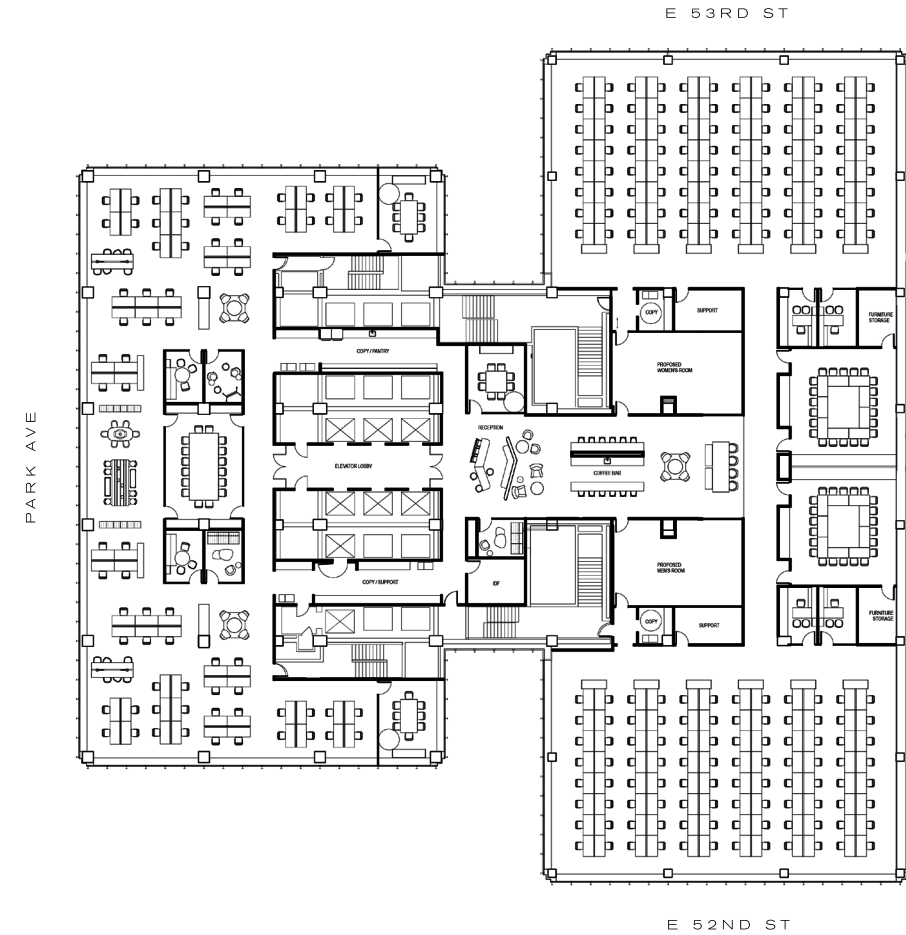 E 53RD ST
PARK AVE
COPY
SUPPORT
FURNITURE
STORAGE
COPY / PANTRY
PROPOSED
WOMEN'S ROOM
RECEPTION
ELEVATOR LOBBY
COFFEE BAR
COPY / SUPPORT
IDF
PROPOSED
MEN'S ROOM
COPY
SUPPORT
FURNITURE
STORAGE
E 52ND ST